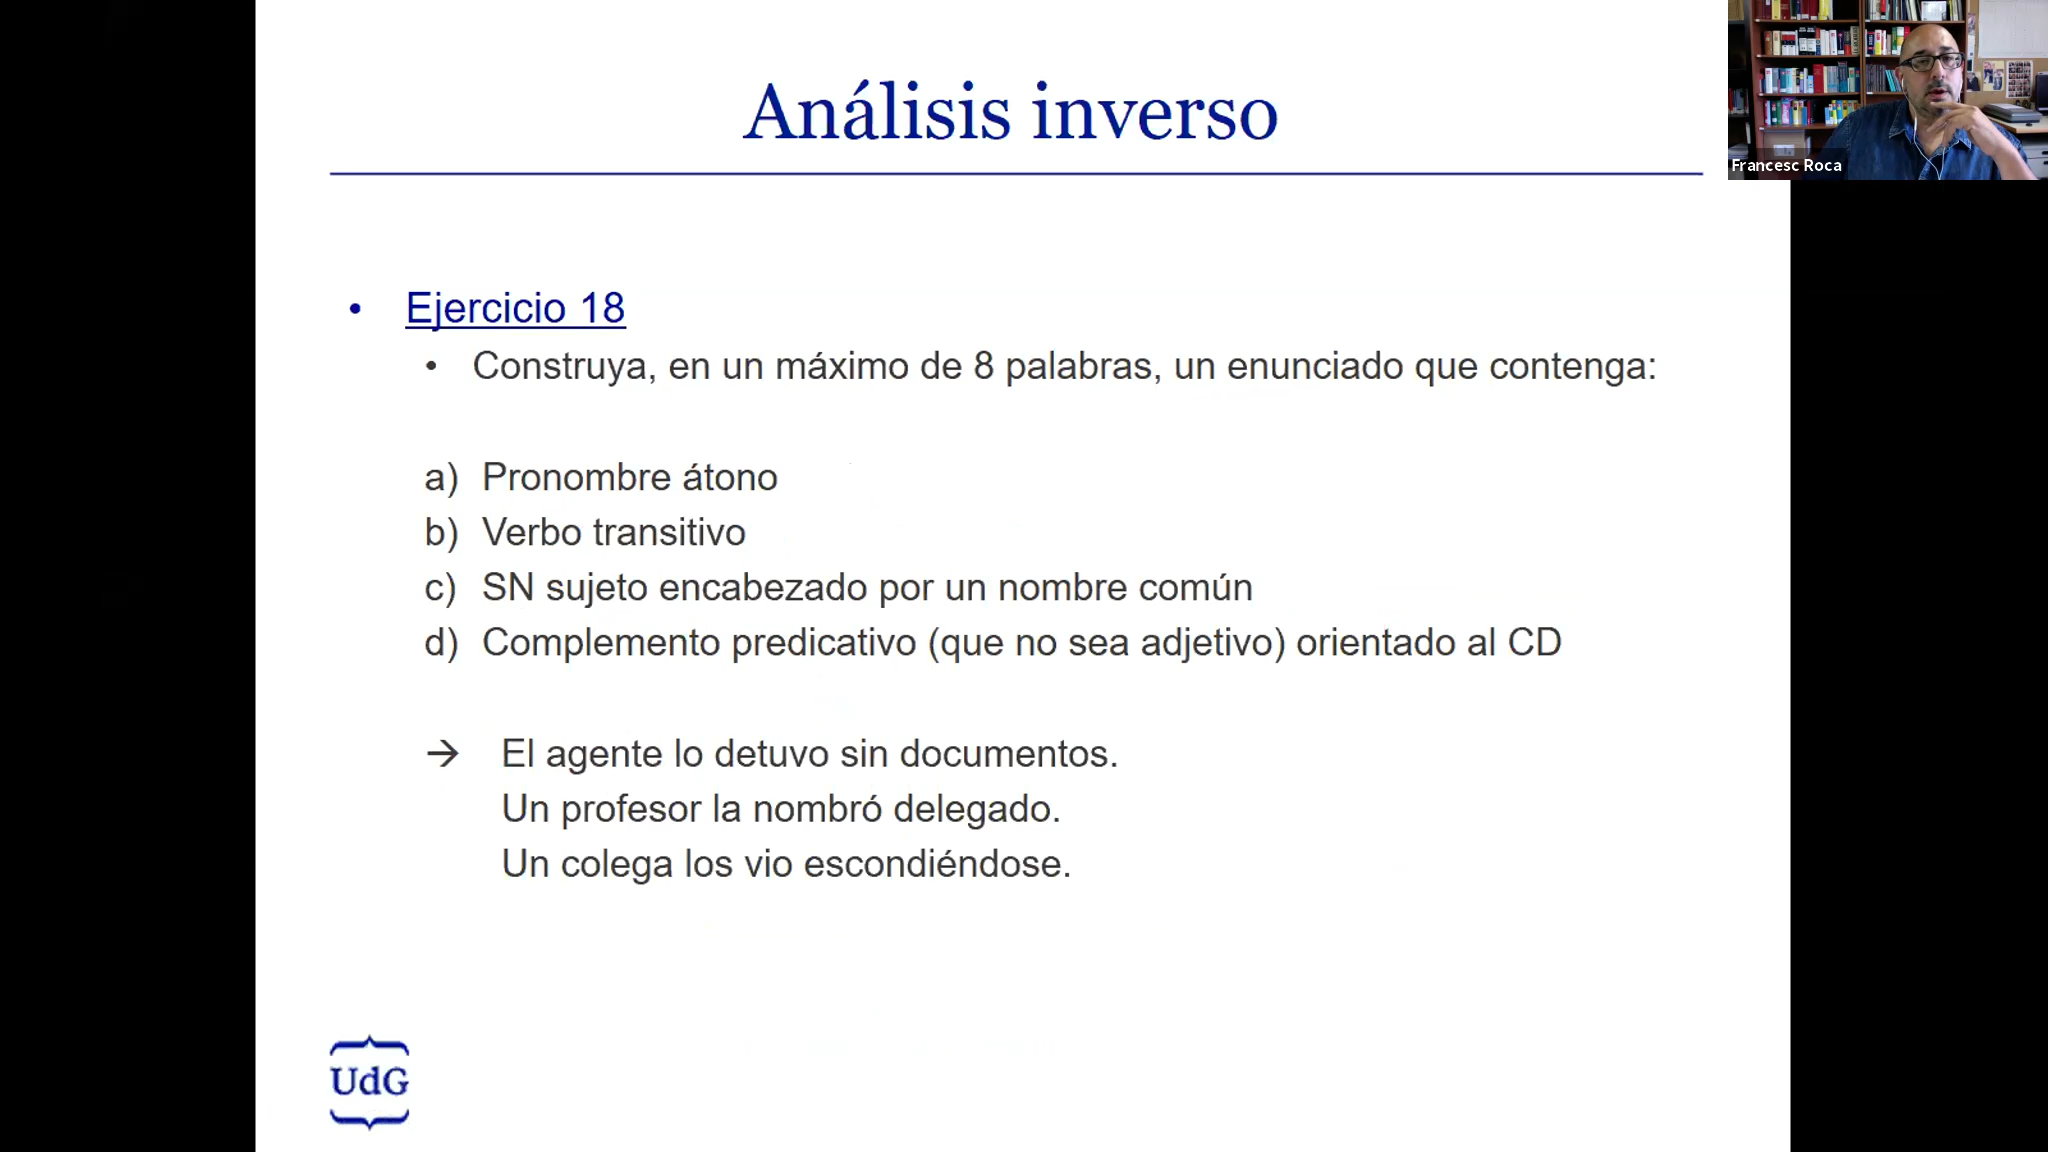 Análisis inverso
Francesc Roca
• Ejercicio 18
• Construya, en un máximo de 8 palabras, un enunciado que contenga:
a) Pronombre átono
b) Verbo transitivo
c) SN sujeto encabezado por un nombre común
d) Complemento predicativo (que no sea adjetivo) orientado al CD
→ El agente lo detuvo sin documentos.
Un profesor la nombró delegado.
Un colega los vio escondiéndose.
UdG